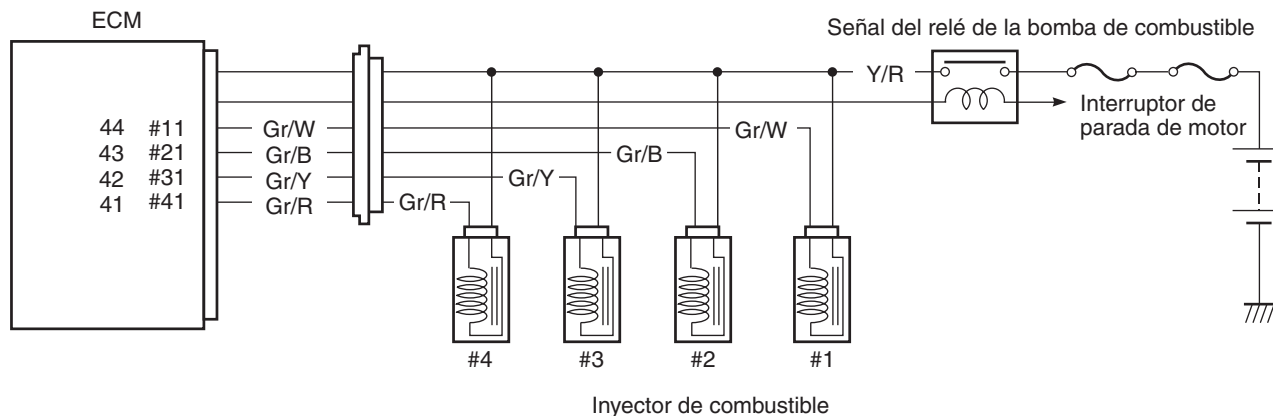 ECM
Señal del relé de la bomba de combustible
Y/R
Interruptor de
parada de motor
44 #11 Gr/W Gr/W
43 #21 Gr/B Gr/B
42 #31 Gr/Y Gr/Y
41 #41 Gr/R Gr/R
#4 #3 #2 #1
Inyector de combustible